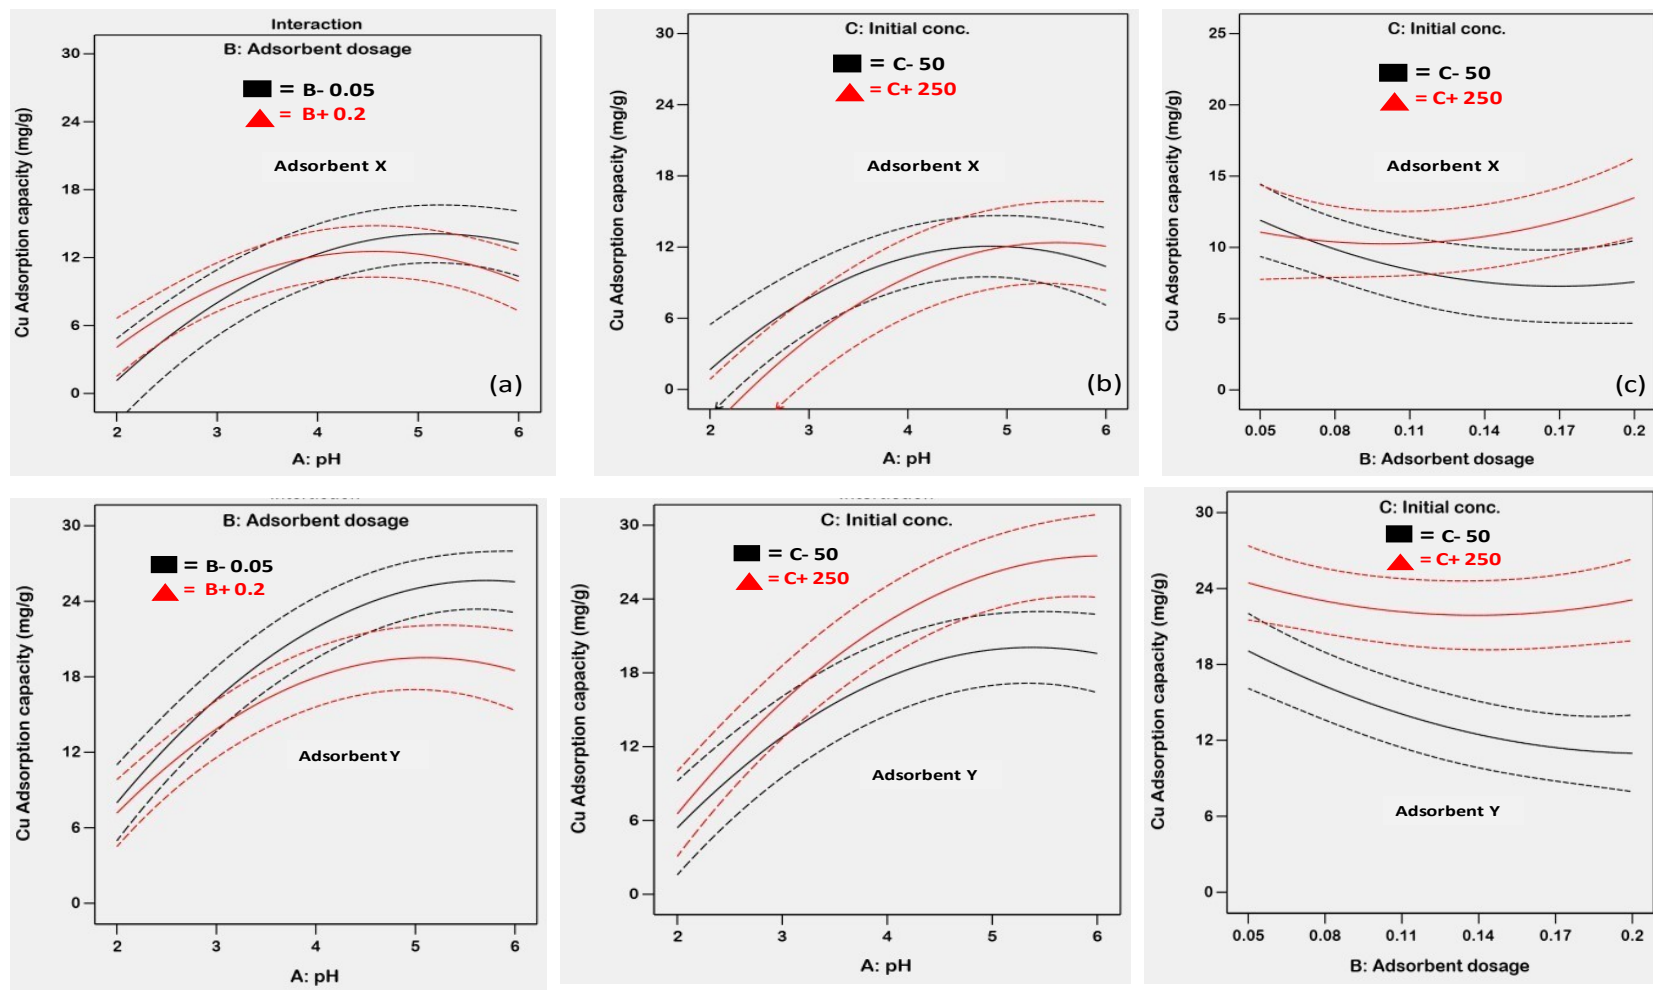 Interaction
B: Adsorbent dosage
= B- 0.05
= B+ 0.2
Adsorbent X
Cu Adsorption capacity (mg/g)
30
24
18
12
6
0
(a)
2 3 4 5 6
A: pH
C: Initial conc.
= C- 50
= C+ 250
Adsorbent X
Cu Adsorption capacity (mg/g)
30
24
18
12
6
0
(b)
2 3 4 5 6
A: pH
C: Initial conc.
= C- 50
= C+ 250
Adsorbent X
Cu Adsorption capacity (mg/g)
25
20
15
10
5
0
(c)
0.05 0.08 0.11 0.14 0.17 0.2
B: Adsorbent dosage
B: Adsorbent dosage
= B- 0.05
= B+ 0.2
Adsorbent Y
Cu Adsorption capacity (mg/g)
30
24
18
12
6
0
2 3 4 5 6
A: pH
C: Initial conc.
= C- 50
= C+ 250
Adsorbent Y
Cu Adsorption capacity (mg/g)
30
24
18
12
6
0
2 3 4 5 6
A: pH
C: Initial conc.
= C- 50
= C+ 250
Adsorbent Y
Cu Adsorption capacity (mg/g)
30
24
18
12
6
0
0.05 0.08 0.11 0.14 0.17 0.2
B: Adsorbent dosage